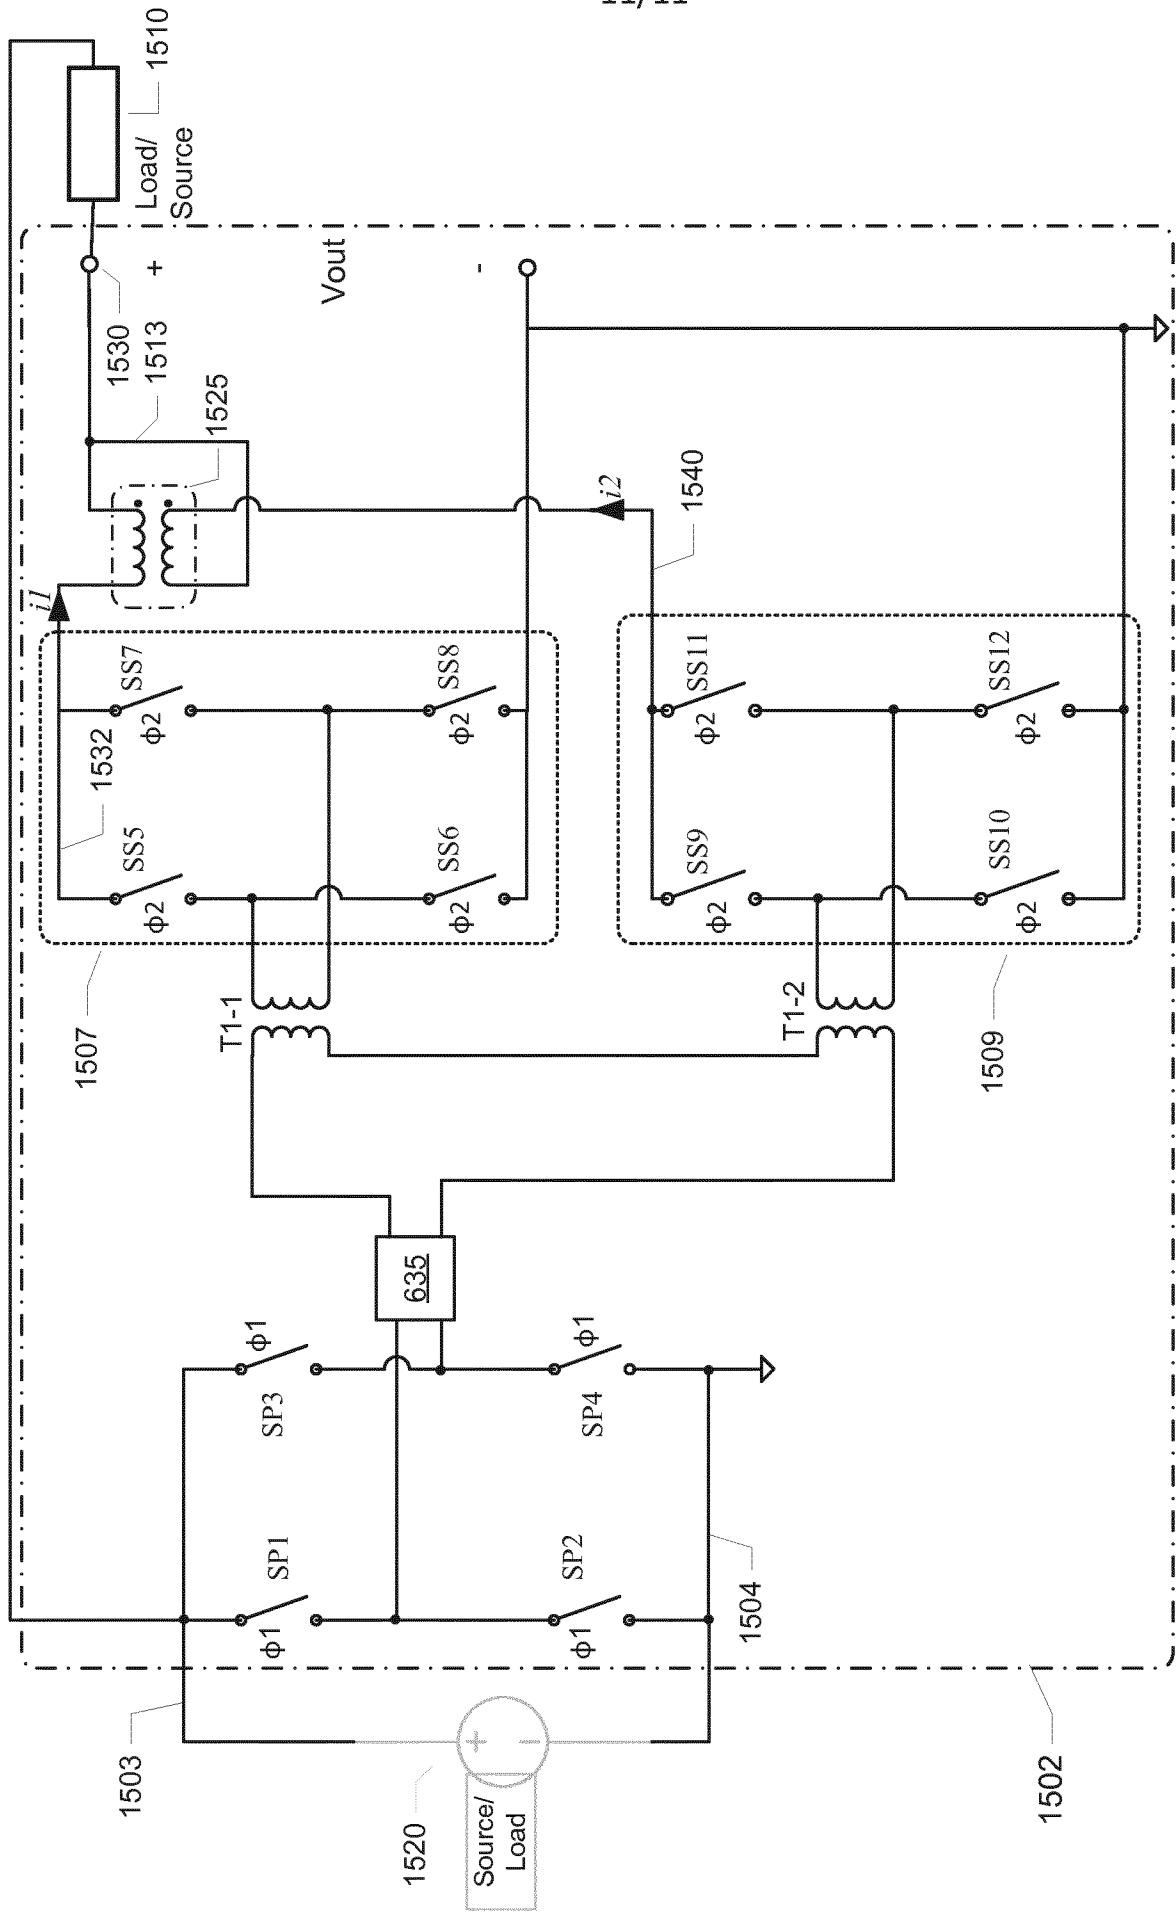 1510
Load/
Source
+
Vout
-
1530
1513
1525
i1
i2
1540
SS7
SS8
SS11
SS12
ϕ2
ϕ2
ϕ2
ϕ2
1532
SS5
SS6
SS9
SS10
ϕ2
ϕ2
ϕ2
ϕ2
1507
T1-1
T1-2
1509
635
ϕ1
ϕ1
SP3
SP4
SP1
SP2
ϕ1
ϕ1
1504
1503
1520
Source/
Load
1502